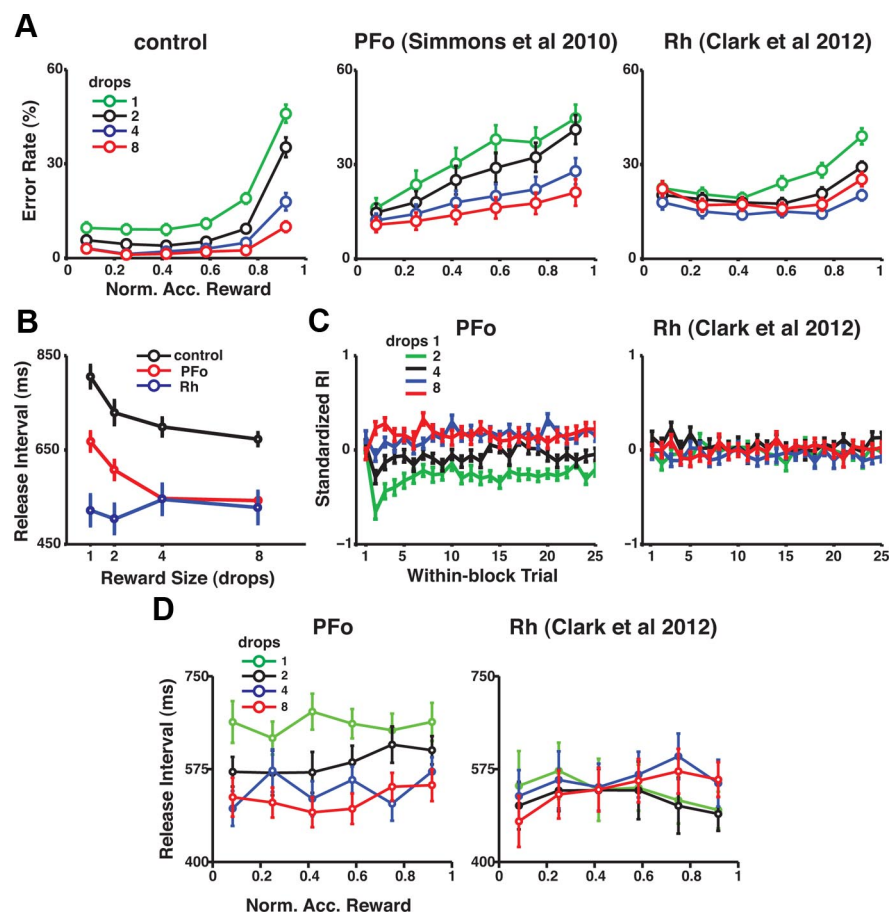 A
control
PFo (Simmons et al 2010)
Rh (Clark et al 2012)
60
30
0
Error Rate (%)
drops
1
2
4
8
0 0.2 0.4 0.6 0.8 1
Norm. Acc. Reward
60
30
0
0 0.2 0.4 0.6 0.8 1
60
30
0
0 0.2 0.4 0.6 0.8 1
B
850
650
450
Release Interval (ms)
control
PFo
Rh
1 2 4 8
Reward Size (drops)
C
PFo
Rh (Clark et al 2012)
drops 1
2
4
8
1
0
−1
Standardized RI
1 5 10 15 20 25
Within-block Trial
1
0
−1
1 5 10 15 20 25
D
PFo
Rh (Clark et al 2012)
drops
1
2
4
8
750
575
400
Release Interval (ms)
0 0.2 0.4 0.6 0.8 1
Norm. Acc. Reward
750
575
400
0 0.2 0.4 0.6 0.8 1